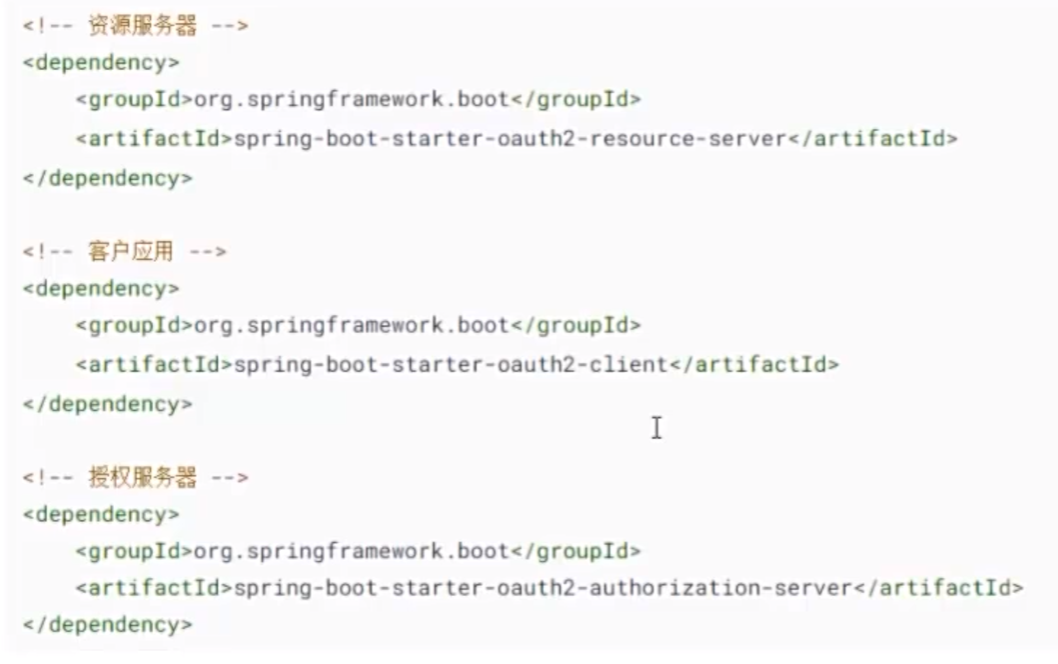 <!-- 资源服务器 -->
<dependency>
    <groupId>org.springframework.boot</groupId>
    <artifactId>spring-boot-starter-oauth2-resource-server</artifactId>
</dependency>

<!-- 客户应用 -->
<dependency>
    <groupId>org.springframework.boot</groupId>
    <artifactId>spring-boot-starter-oauth2-client</artifactId>
</dependency>

<!-- 授权服务器 -->
<dependency>
    <groupId>org.springframework.boot</groupId>
    <artifactId>spring-boot-starter-oauth2-authorization-server</artifactId>
</dependency>